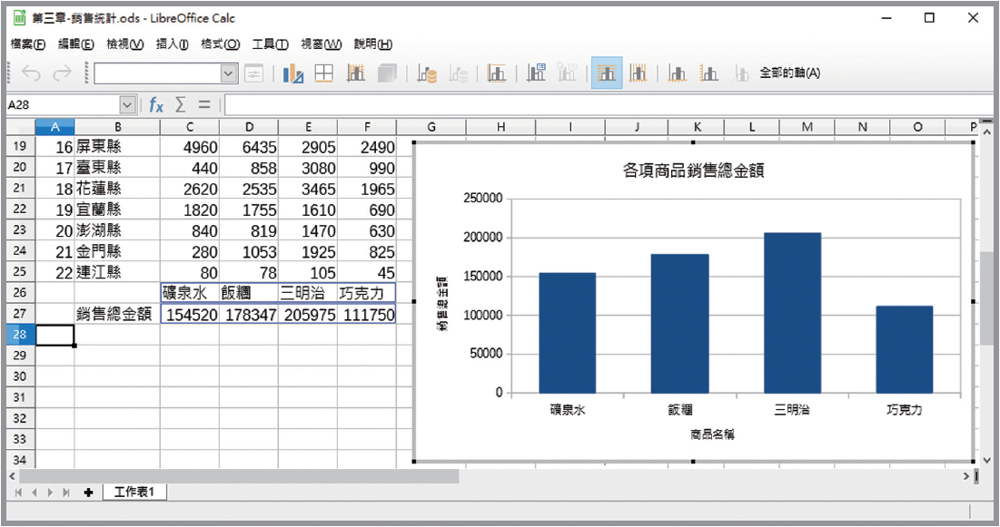 第三章-銷售統計.ods - LibreOffice Calc
檔案(F) 編輯(E) 檢視(V) 插入(I) 格式(O) 工具(T) 視窗(W) 說明(H)
全部的軸(A)
A28 fx Σ =
A B C D E F G H I J K L M N O P
19 16 屏東縣 4960 6435 2905 2490
20 17 臺東縣 440 858 3080 990
21 18 花蓮縣 2620 2535 3465 1965
22 19 宜蘭縣 1820 1755 1610 690
23 20 澎湖縣 840 819 1470 630
24 21 金門縣 280 1053 1925 825
25 22 連江縣 80 78 105 45
26 礦泉水 飯糰 三明治 巧克力
27 銷售總金額 154520 178347 205975 111750
28
29
30
31
32
33
34
各項商品銷售總金額
250000
200000
150000
100000
50000
0
銷售總金額
礦泉水 飯糰 三明治 巧克力
商品名稱
工作表1